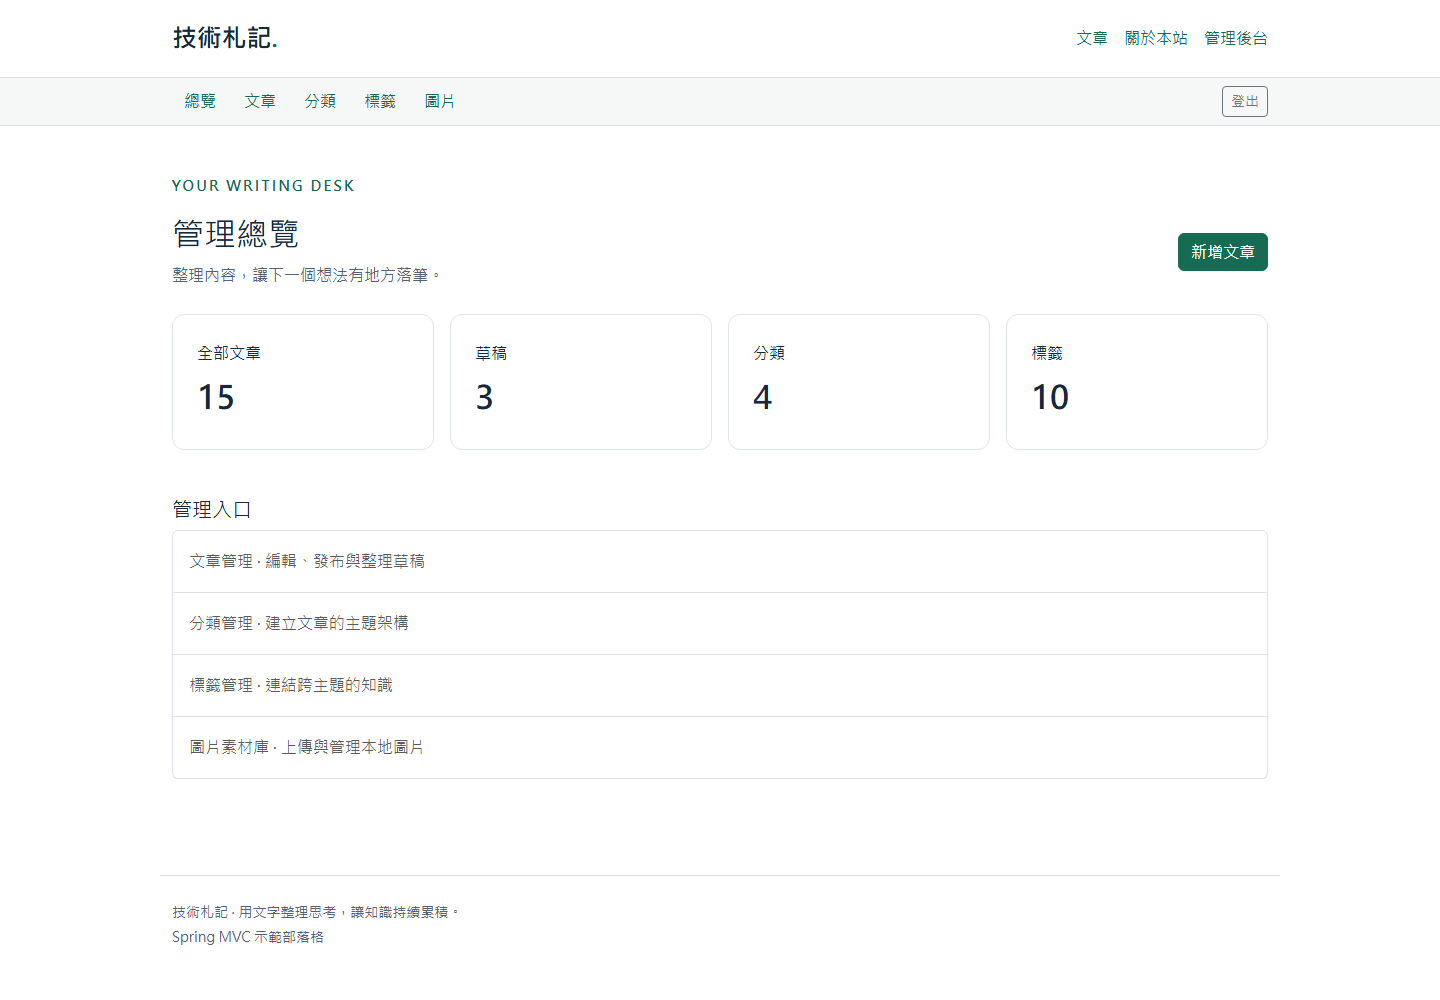 技術札記.
文章 關於本站 管理後台
總覽 文章 分類 標籤 圖片 登出
YOUR WRITING DESK
管理總覽
整理內容，讓下一個想法有地方落筆。
新增文章
全部文章
15
草稿
3
分類
4
標籤
10
管理入口
文章管理 · 編輯、發布與整理草稿
分類管理 · 建立文章的主題架構
標籤管理 · 連結跨主題的知識
圖片素材庫 · 上傳與管理本地圖片
技術札記 · 用文字整理思考，讓知識持續累積。
Spring MVC 示範部落格